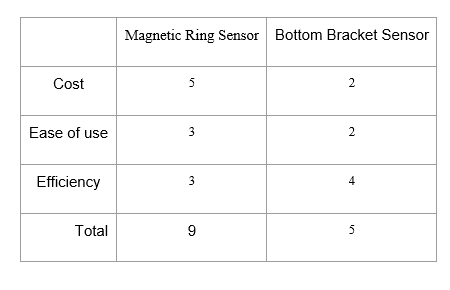 Magnetic Ring Sensor Bottom Bracket Sensor
Cost 5 2
Ease of use 3 2
Efficiency 3 4
Total 9 5